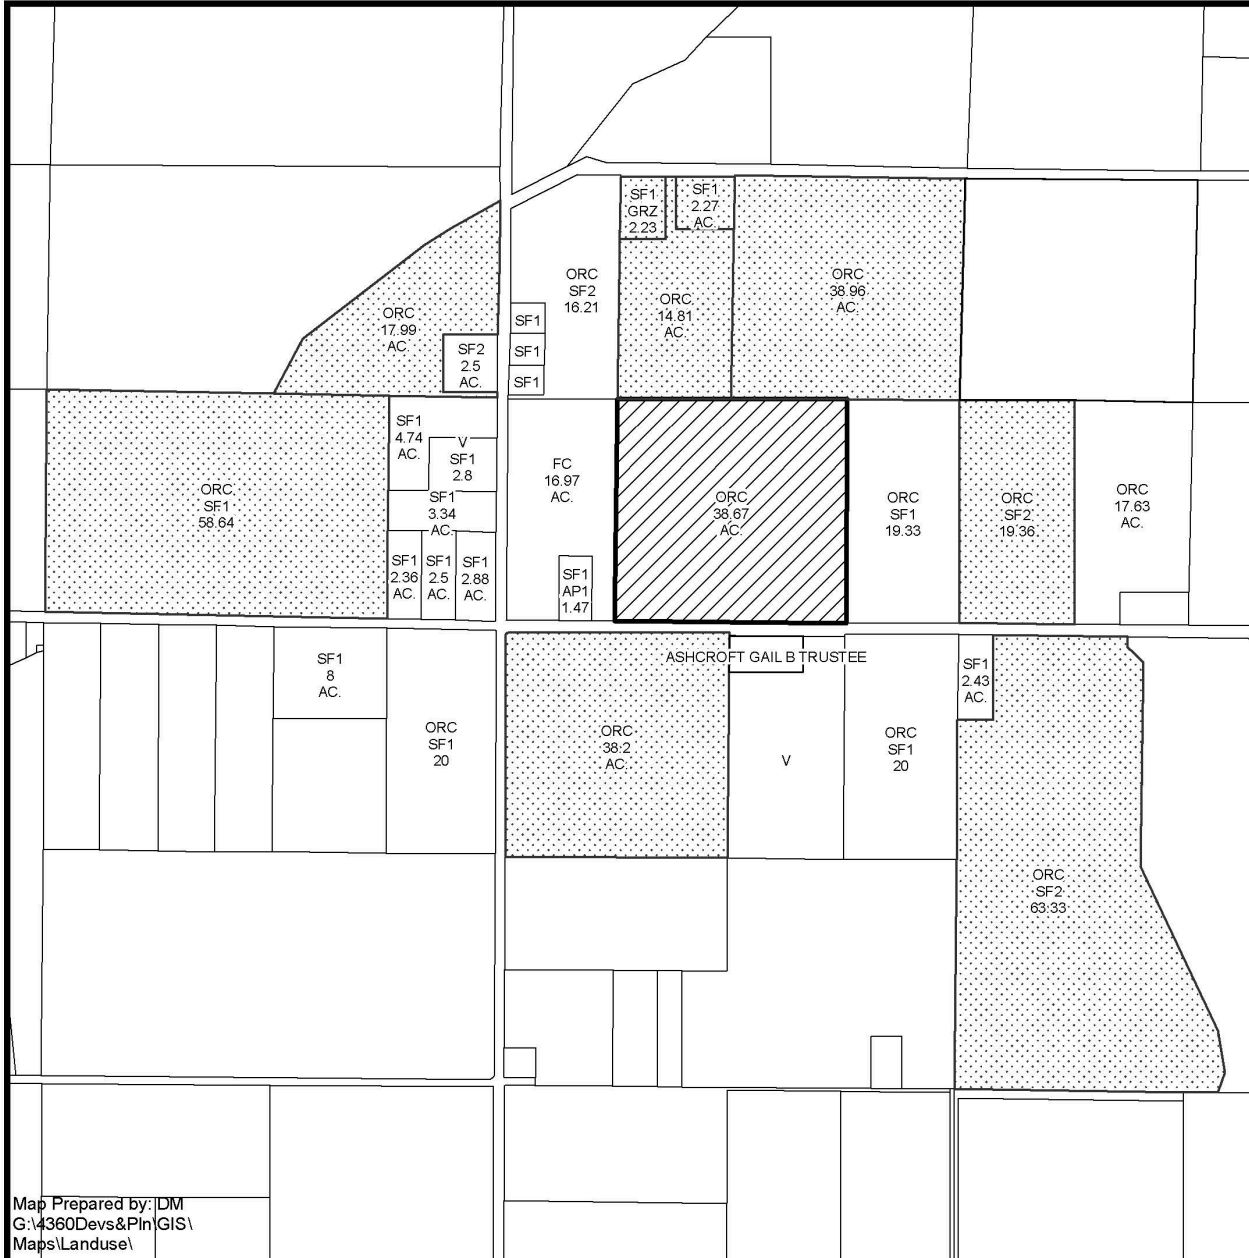 SF1
GRZ
2.23
SF1
2.27
AC.
ORC
SF2
16.21
ORC
14.81
AC.
ORC
38.96
AC.
ORC
17.99
AC.
SF2
2.5
AC.
SF1
SF1
SF1
ORC
SF1
58.64
SF1
4.74
AC.
V
SF1
2.8
SF1
3.34
AC.
SF1
2.36
AC.
SF1
2.5
AC.
SF1
2.88
AC.
FC
16.97
AC.
SF1
AP1
1.47
ORC
38.67
AC.
ORC
SF1
19.33
ORC
SF2
19.36
ORC
17.63
AC.
SF1
8
AC.
ORC
SF1
20
ORC
38.2
AC.
ASHCROFT GAIL B TRUSTEE
V
ORC
SF1
20
SF1
2.43
AC.
ORC
SF2
63.33
Map Prepared by: DM
G:\4360Devs&Pln\GIS\
Maps\Landuse\